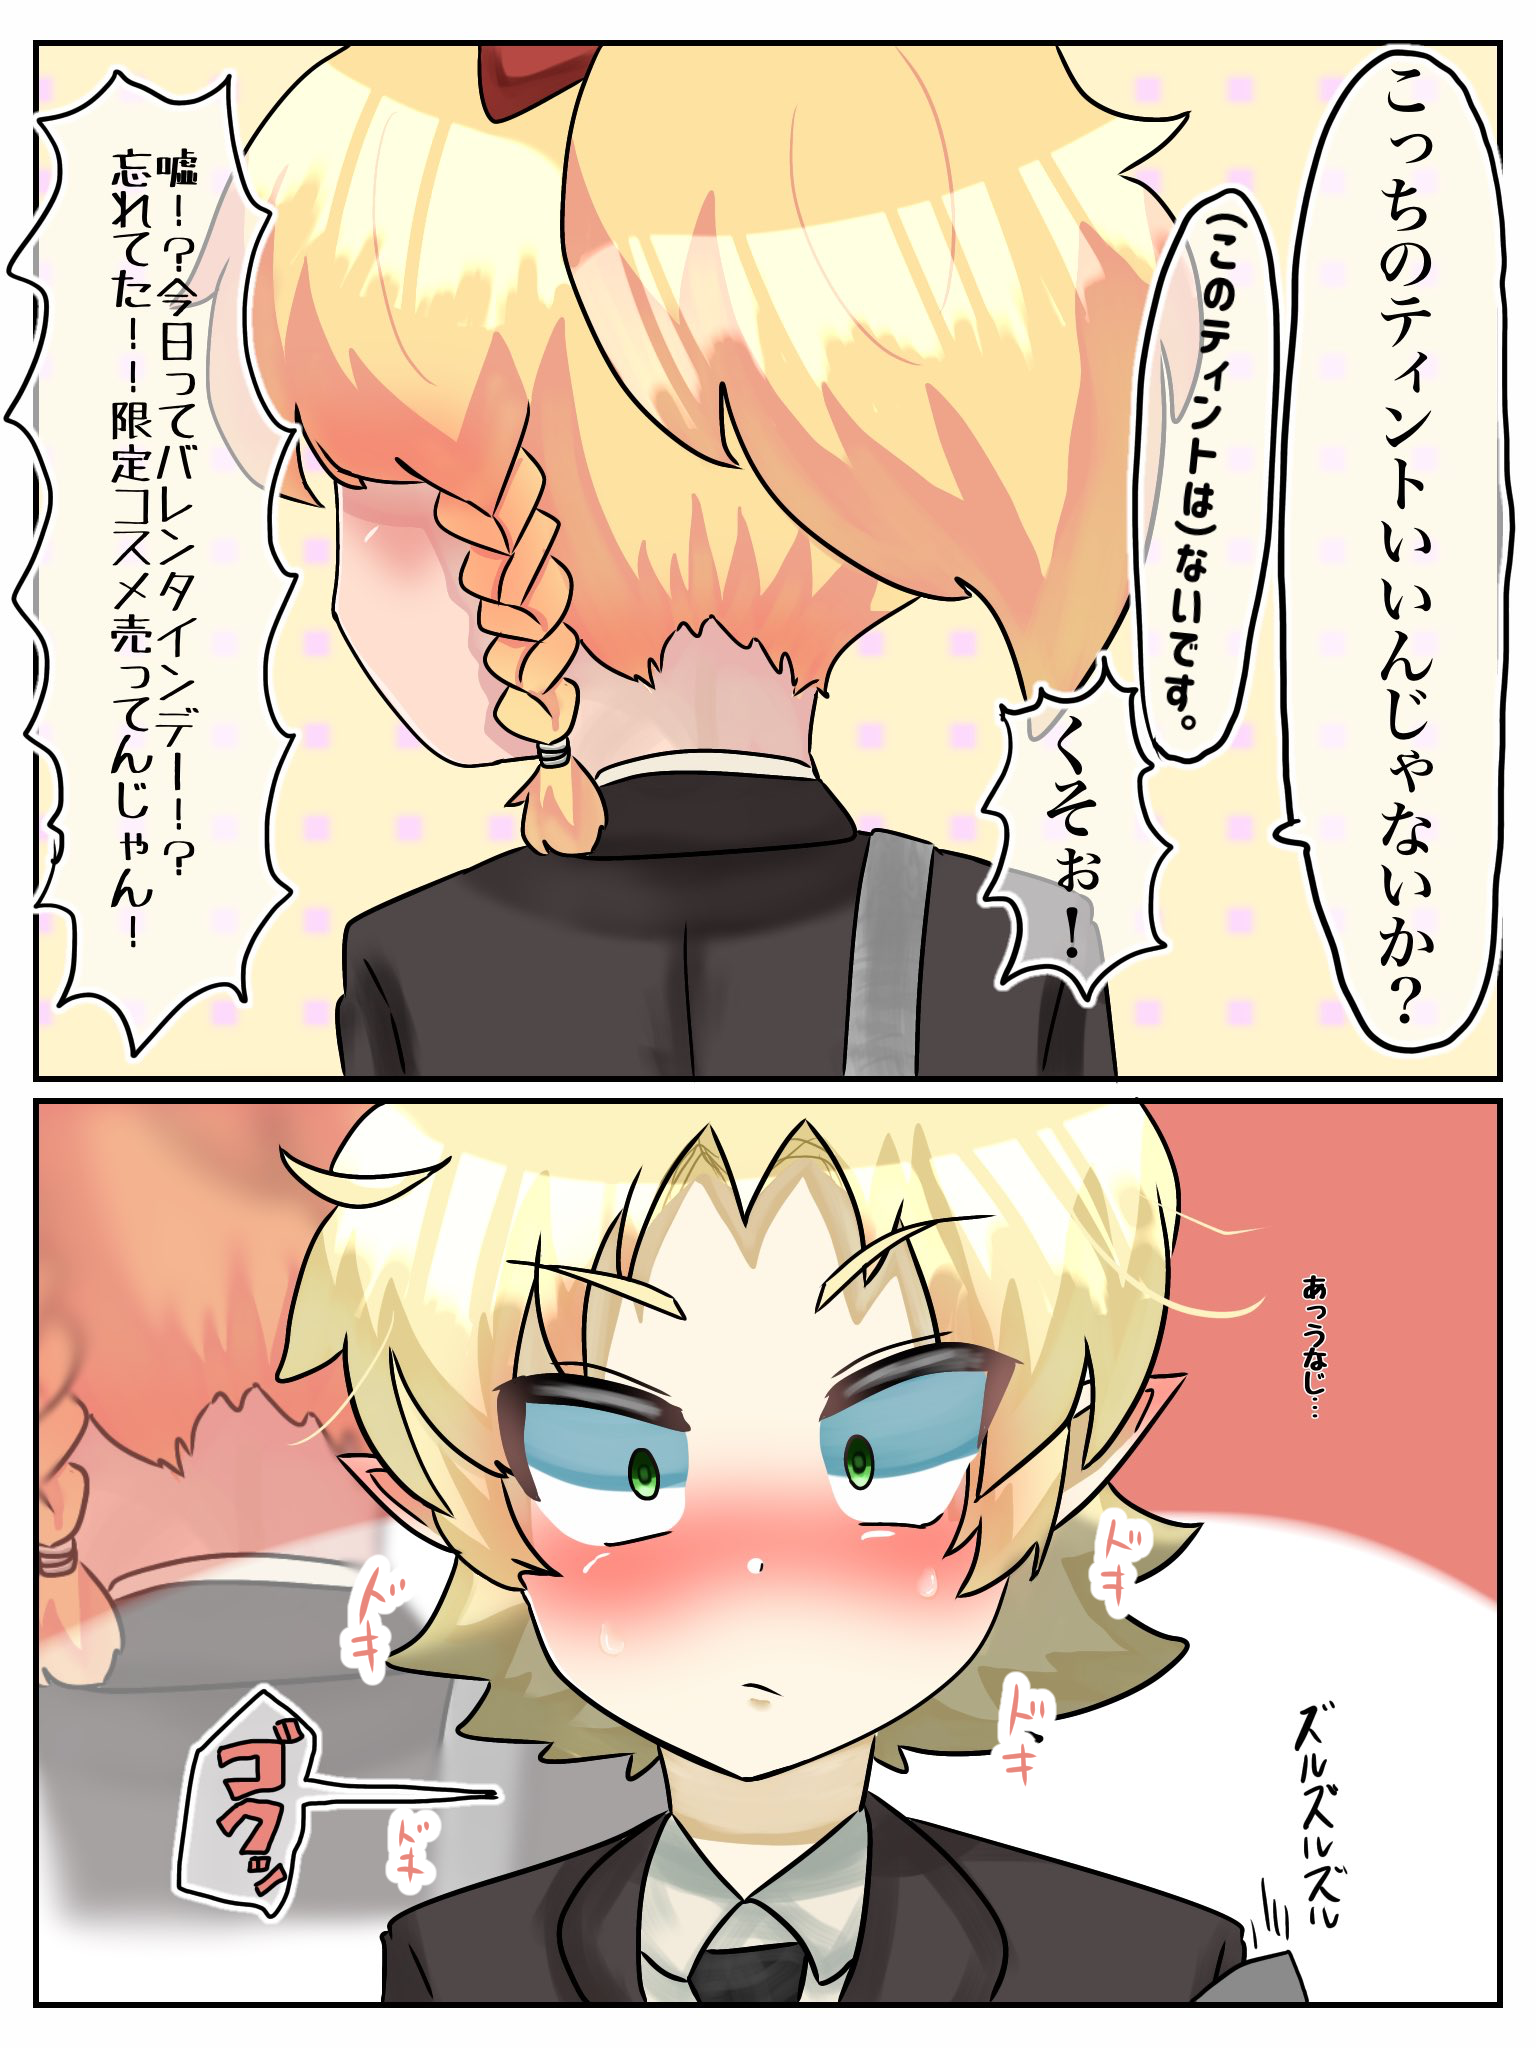 こっちのティントいいんじゃないか？
(このティントは)ないです。
くそぉ！
嘘！？今日ってバレンタインデー！？
忘れてた！！限定コスメ売ってんじゃん！
あっうなじ…
ドキ
ドキ
ドキ
ドキ
ズルズルズル
ゴクッ